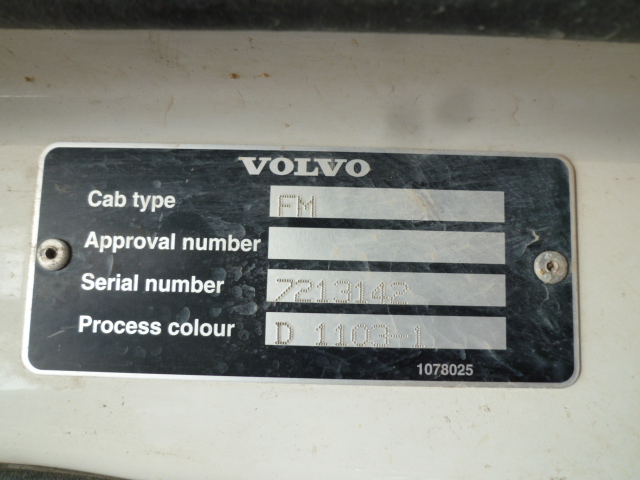 VOLVO
Cab type FM
Approval number
Serial number 7213142
Process colour D 1103-1
1078025